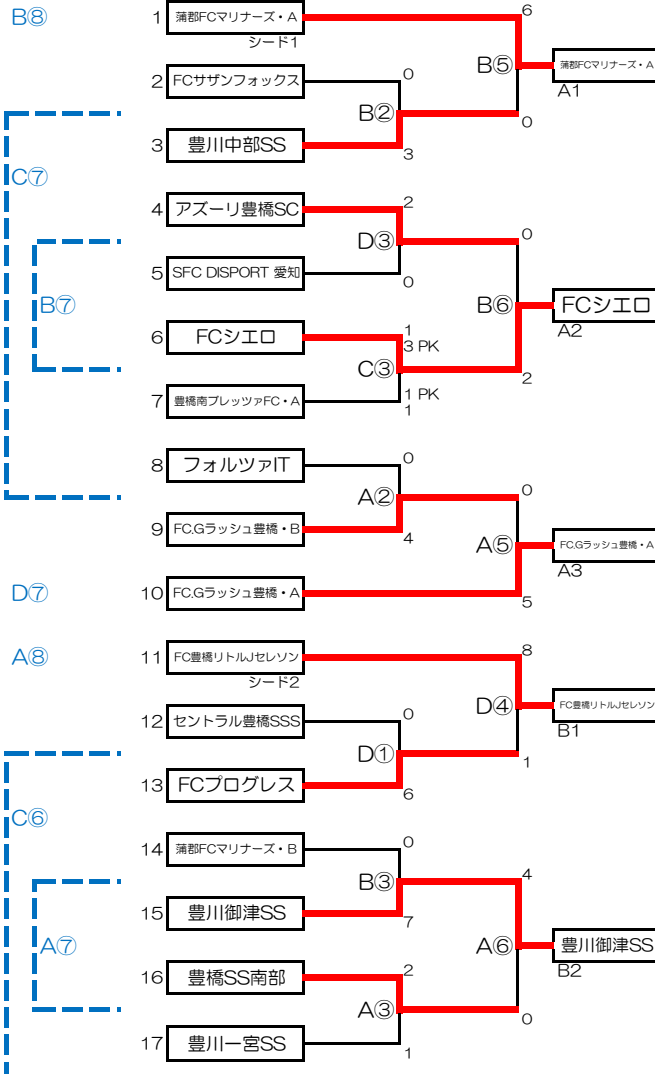 B⑧
1 蒲郡FCマリナーズ・A
シード1
6
B⑤
蒲郡FCマリナーズ・A
A1
2 FCサザンフォックス
0
B②
0
3 豊川中部SS
3
C⑦
4 アズーリ豊橋SC
2
D③
0
5 SFC DISPORT 愛知
0
B⑦
B⑥
FCシエロ
A2
6 FCシエロ
1
3 PK
C③
2
7 豊橋南プレッツァFC・A
1 PK
1
8 フォルツァIT
0
A②
0
9 FC.Gラッシュ豊橋・B
4
A⑤
FC.Gラッシュ豊橋・A
A3
D⑦
10 FC.Gラッシュ豊橋・A
5
A⑧
11 FC豊橋リトルJセレソン
シード2
8
D④
FC豊橋リトルJセレソン
B1
12 セントラル豊橋SSS
0
D①
1
13 FCプログレス
6
C⑥
14 蒲郡FCマリナーズ・B
0
B③
4
15 豊川御津SS
7
A⑦
A⑥
豊川御津SS
B2
16 豊橋SS南部
2
A③
0
17 豊川一宮SS
1